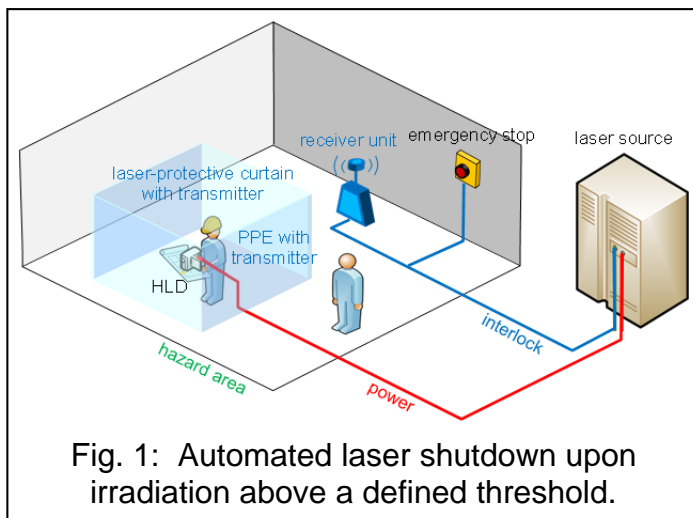 receiver unit
emergency stop
laser source
laser-protective curtain
with transmitter
PPE with
transmitter
HLD
interlock
hazard area
power
Fig. 1: Automated laser shutdown upon
irradiation above a defined threshold.